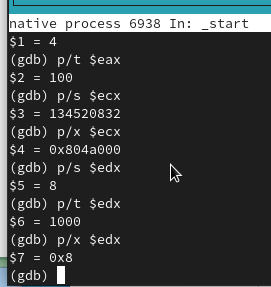 native process 6938 In: _start
$1 = 4
(gdb) p/t $eax
$2 = 100
(gdb) p/s $ecx
$3 = 134520832
(gdb) p/x $ecx
$4 = 0x804a000
(gdb) p/s $edx
$5 = 8
(gdb) p/t $edx
$6 = 1000
(gdb) p/x $edx
$7 = 0x8
(gdb)